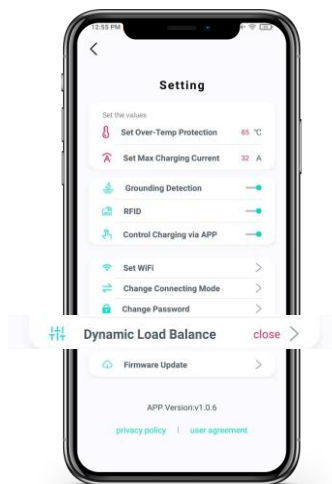 12:55 PM
Setting
Set the values
Set Over-Temp Protection 85 °C
Set Max Charging Current 32 A
Grounding Detection
RFID
Control Charging via APP
Set WiFi
Change Connecting Mode
Change Password
Dynamic Load Balance close
Firmware Update
APP Version:v1.0.6
privacy policy | user agreement